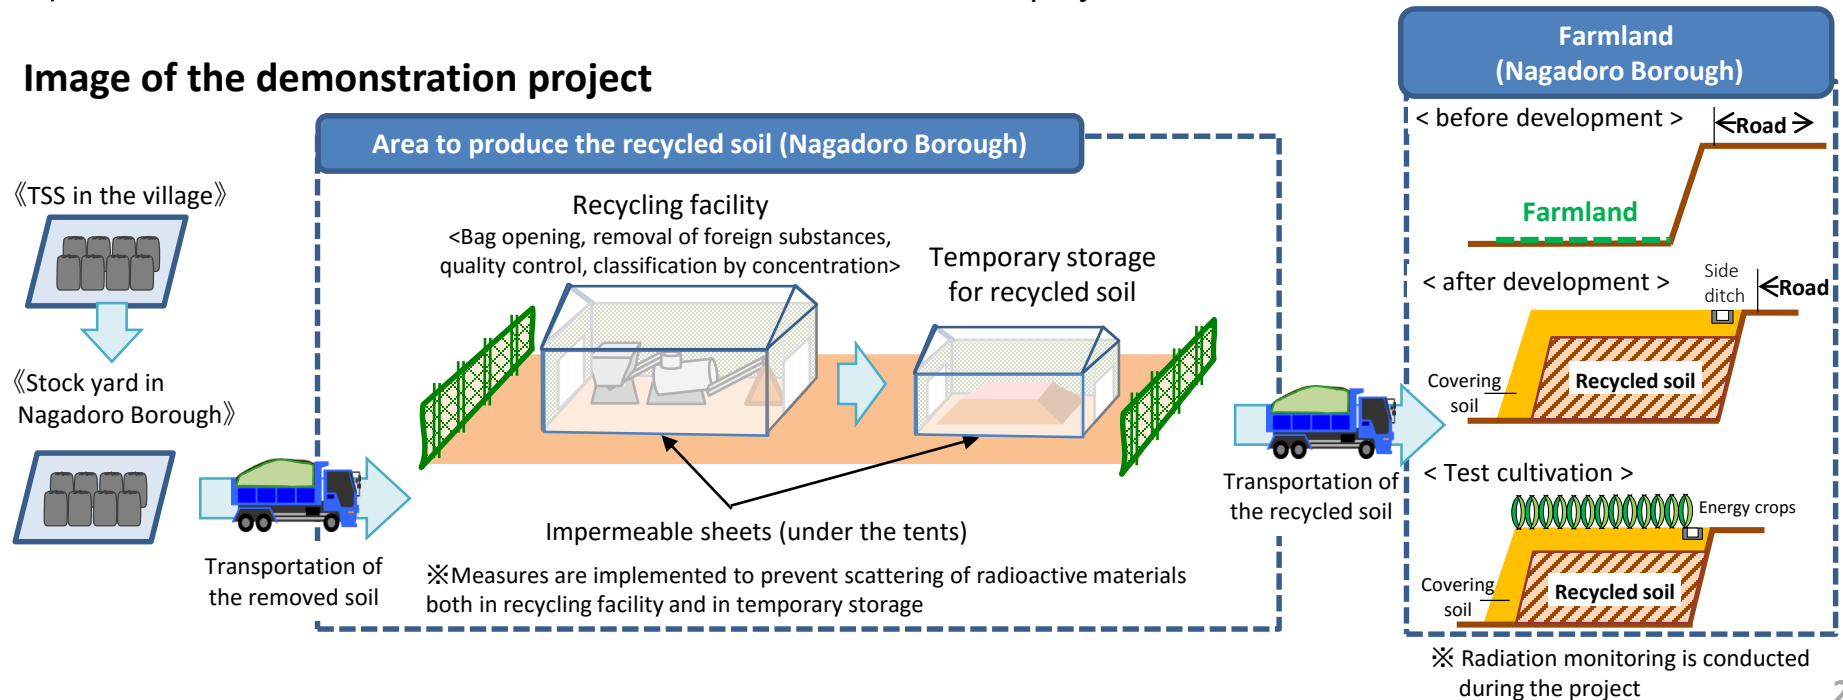 Image of the demonstration project
《TSS in the village》
《Stock yard in
Nagadoro Borough》
Transportation of
the removed soil
Area to produce the recycled soil (Nagadoro Borough)
Recycling facility
<Bag opening, removal of foreign substances,
quality control, classification by concentration>
Temporary storage
for recycled soil
Impermeable sheets (under the tents)
※Measures are implemented to prevent scattering of radioactive materials
both in recycling facility and in temporary storage
Transportation of
the recycled soil
Farmland
(Nagadoro Borough)
< before development >
Road
Farmland
< after development >
Side
ditch
Road
Covering
soil
Recycled soil
< Test cultivation >
Energy crops
Covering
soil
Recycled soil
※ Radiation monitoring is conducted
during the project